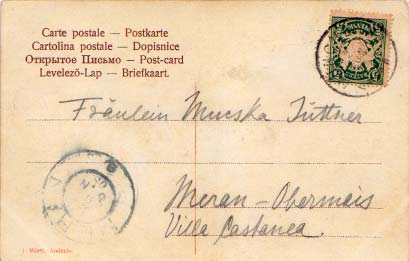 Carte postale — Postkarte
Cartolina postale — Dopisnice
Открытое Письмо — Post-card
Levelező-Lap — Briefkaart.
Fräulein Tüttner
Meran-Obermais
Villa Castanea.